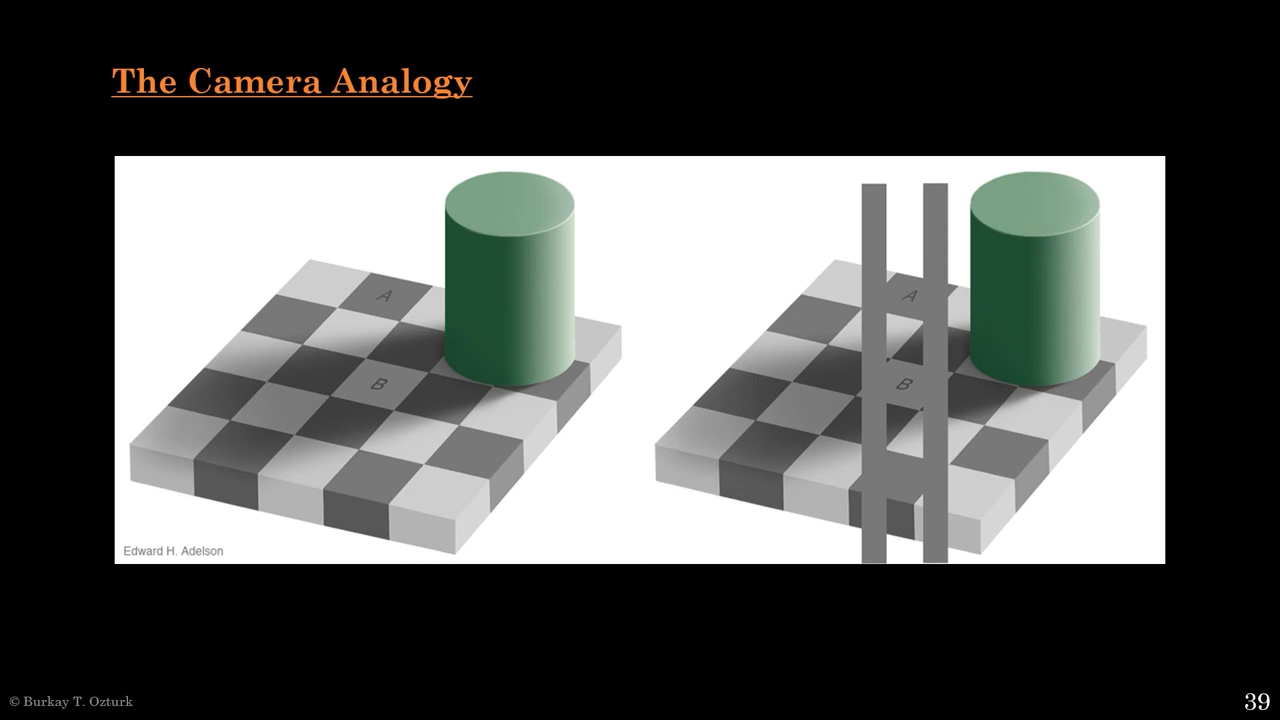 The Camera Analogy
A
A
B
B
Edward H. Adelson
© Burkay T. Ozturk
39